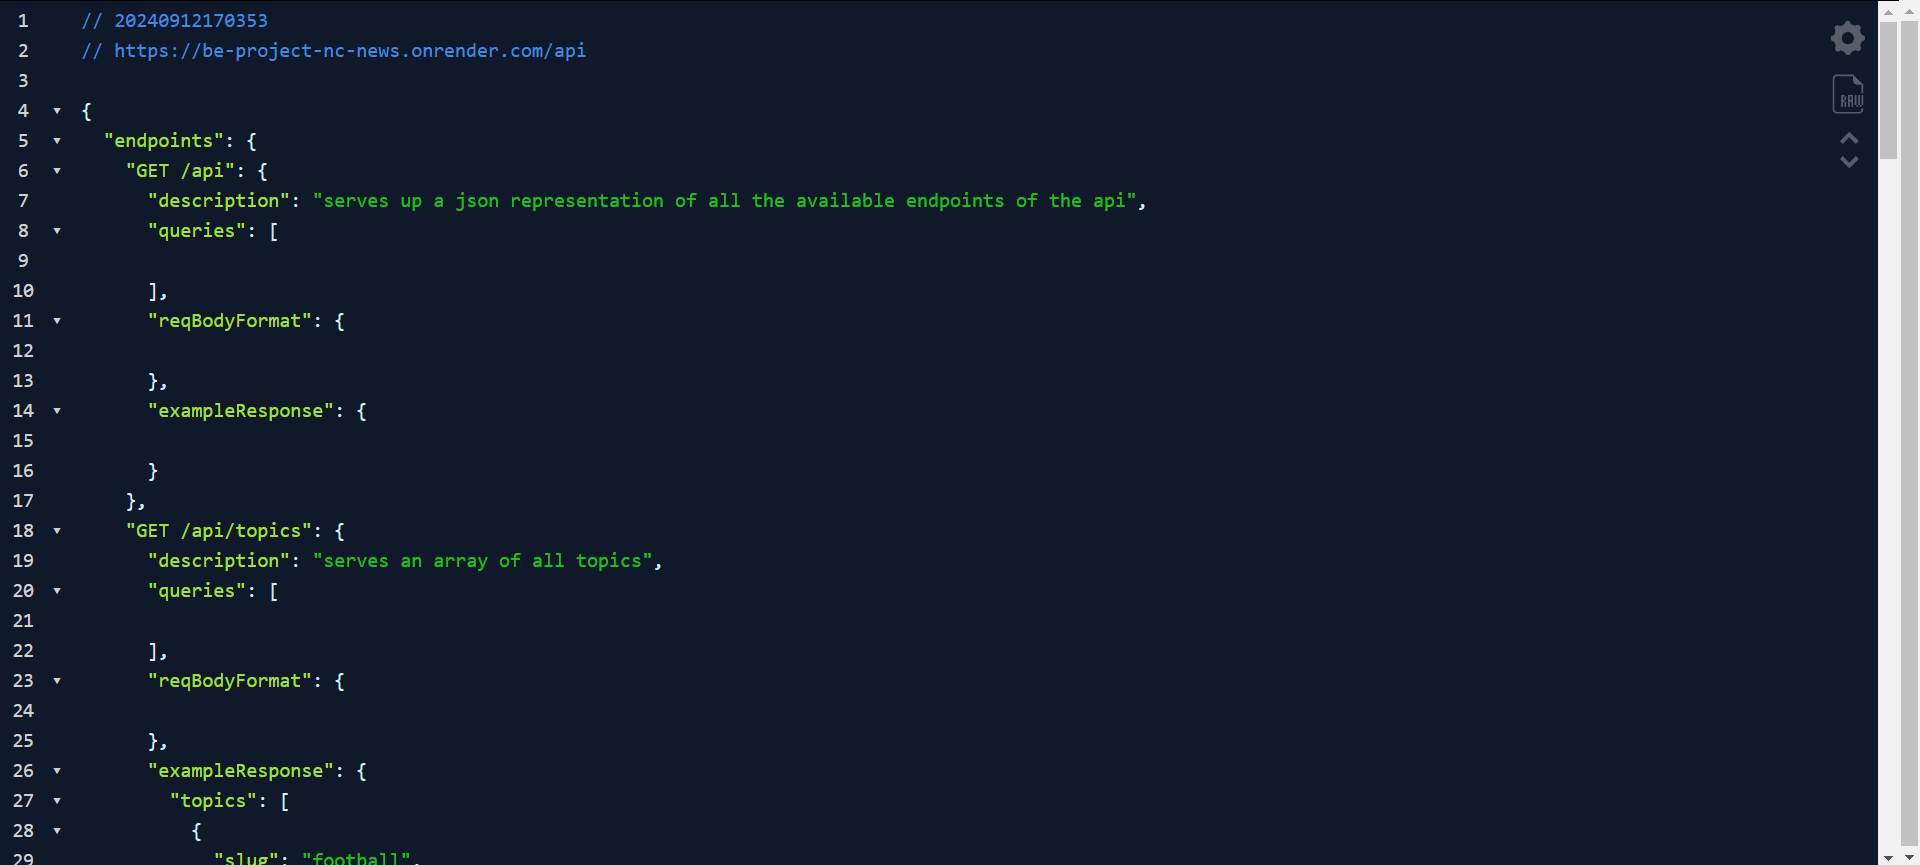 1 // 20240912170353
2 // https://be-project-nc-news.onrender.com/api
3
4 {
5 "endpoints": {
6 "GET /api": {
7 "description": "serves up a json representation of all the available endpoints of the api",
8 "queries": [
9
10 ],
11 "reqBodyFormat": {
12
13 },
14 "exampleResponse": {
15
16 }
17 },
18 "GET /api/topics": {
19 "description": "serves an array of all topics",
20 "queries": [
21
22 ],
23 "reqBodyFormat": {
24
25 },
26 "exampleResponse": {
27 "topics": [
28 {
29 "slug": "football",
RAW